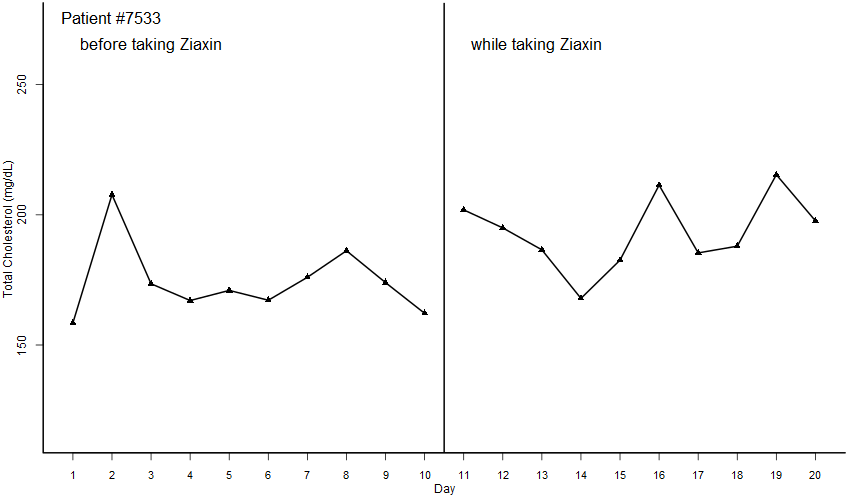 Patient #7533
before taking Ziaxin
while taking Ziaxin
Total Cholesterol (mg/dL)
250
200
150
1 2 3 4 5 6 7 8 9 10 11 12 13 14 15 16 17 18 19 20
Day